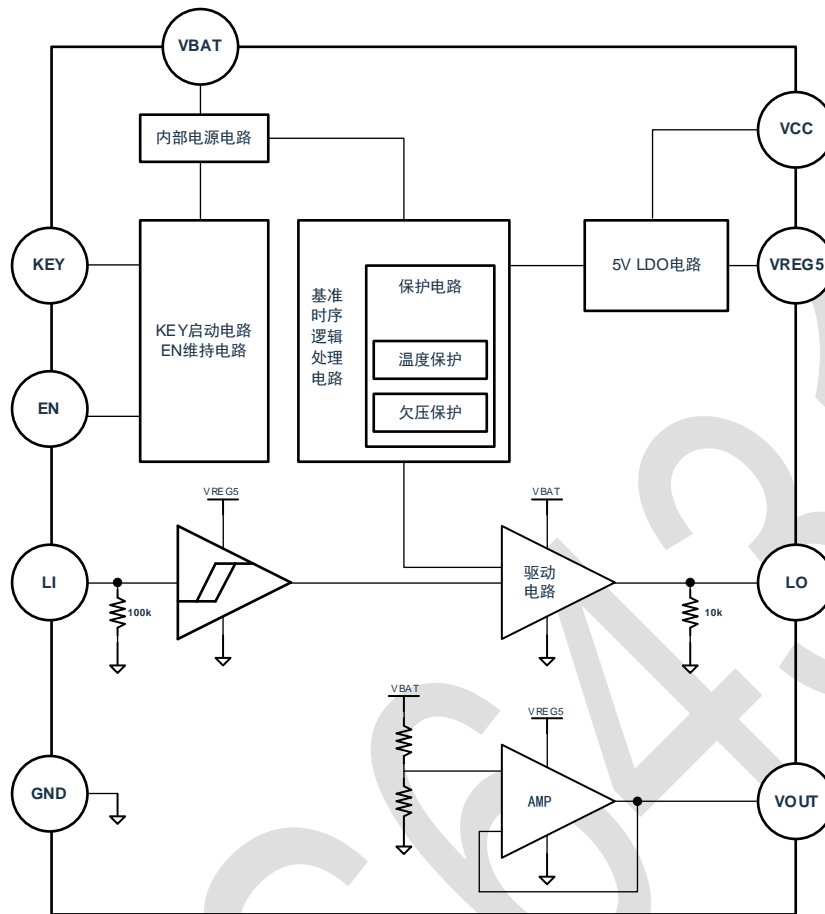 VBAT
VCC
内部电源电路
KEY
KEY启动电路
EN维持电路
基准
时序
逻辑
处理
电路
保护电路
温度保护
欠压保护
5V LDO电路
VREG5
EN
VREG5
VBAT
LI
100k
驱动
电路
10k
LO
VBAT
VREG5
GND
AMP
VOUT